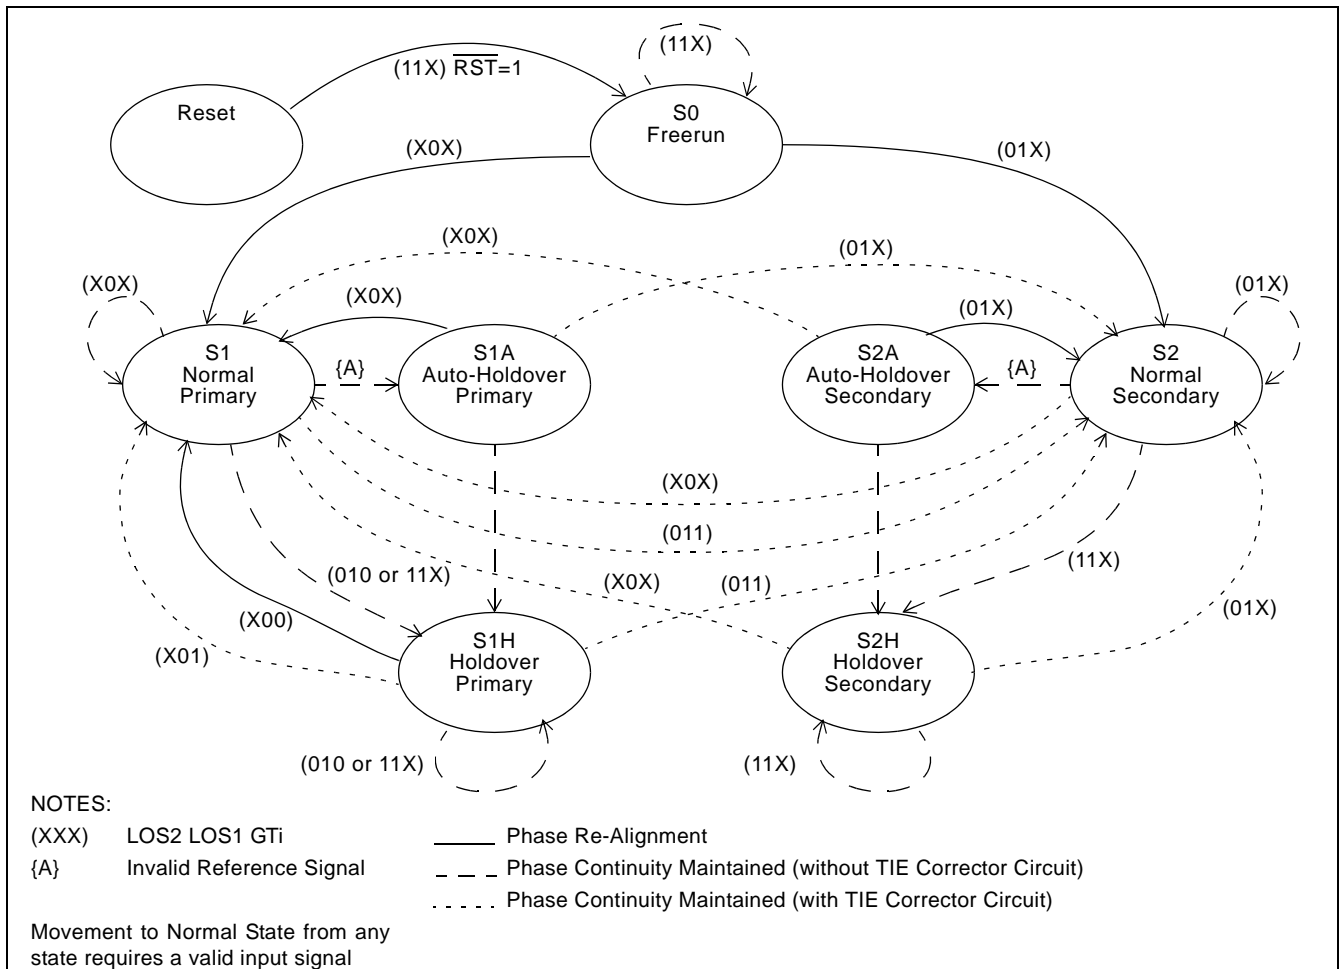 (11X)
(11X) RST=1
Reset
S0
Freerun
(X0X)
(01X)
(X0X)
(01X)
(X0X)
(X0X)
(01X)
(01X)
S1
Normal
Primary
{A}
S1A
Auto-Holdover
Primary
S2A
Auto-Holdover
Secondary
{A}
S2
Normal
Secondary
(X0X)
(011)
(010 or 11X)
(X0X)
(011)
(11X)
(X00)
(X01)
(01X)
S1H
Holdover
Primary
S2H
Holdover
Secondary
(010 or 11X)
(11X)
NOTES:
(XXX) LOS2 LOS1 GTi
Phase Re-Alignment
{A} Invalid Reference Signal
Phase Continuity Maintained (without TIE Corrector Circuit)
Phase Continuity Maintained (with TIE Corrector Circuit)
Movement to Normal State from any
state requires a valid input signal